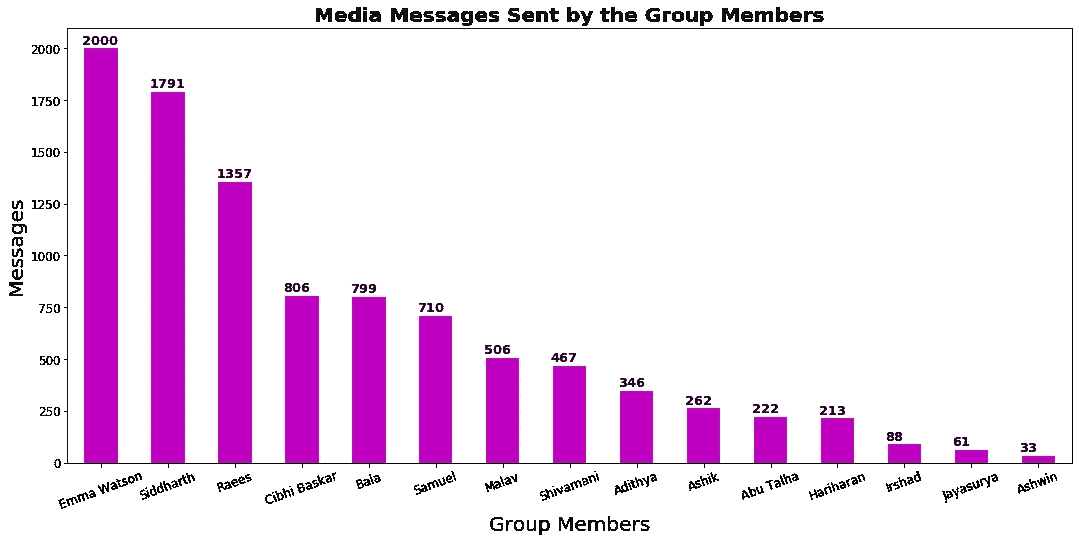 Media Messages Sent by the Group Members
Messages
2000
1750
1500
1250
1000
750
500
250
0
2000
1791
1357
806
799
710
506
467
346
262
222
213
88
61
33
Emma Watson
Siddharth
Raees
Cibhi Baskar
Bala
Samuel
Malav
Shivamani
Adithya
Ashik
Abu Talha
Hariharan
Irshad
Jayasurya
Ashwin
Group Members